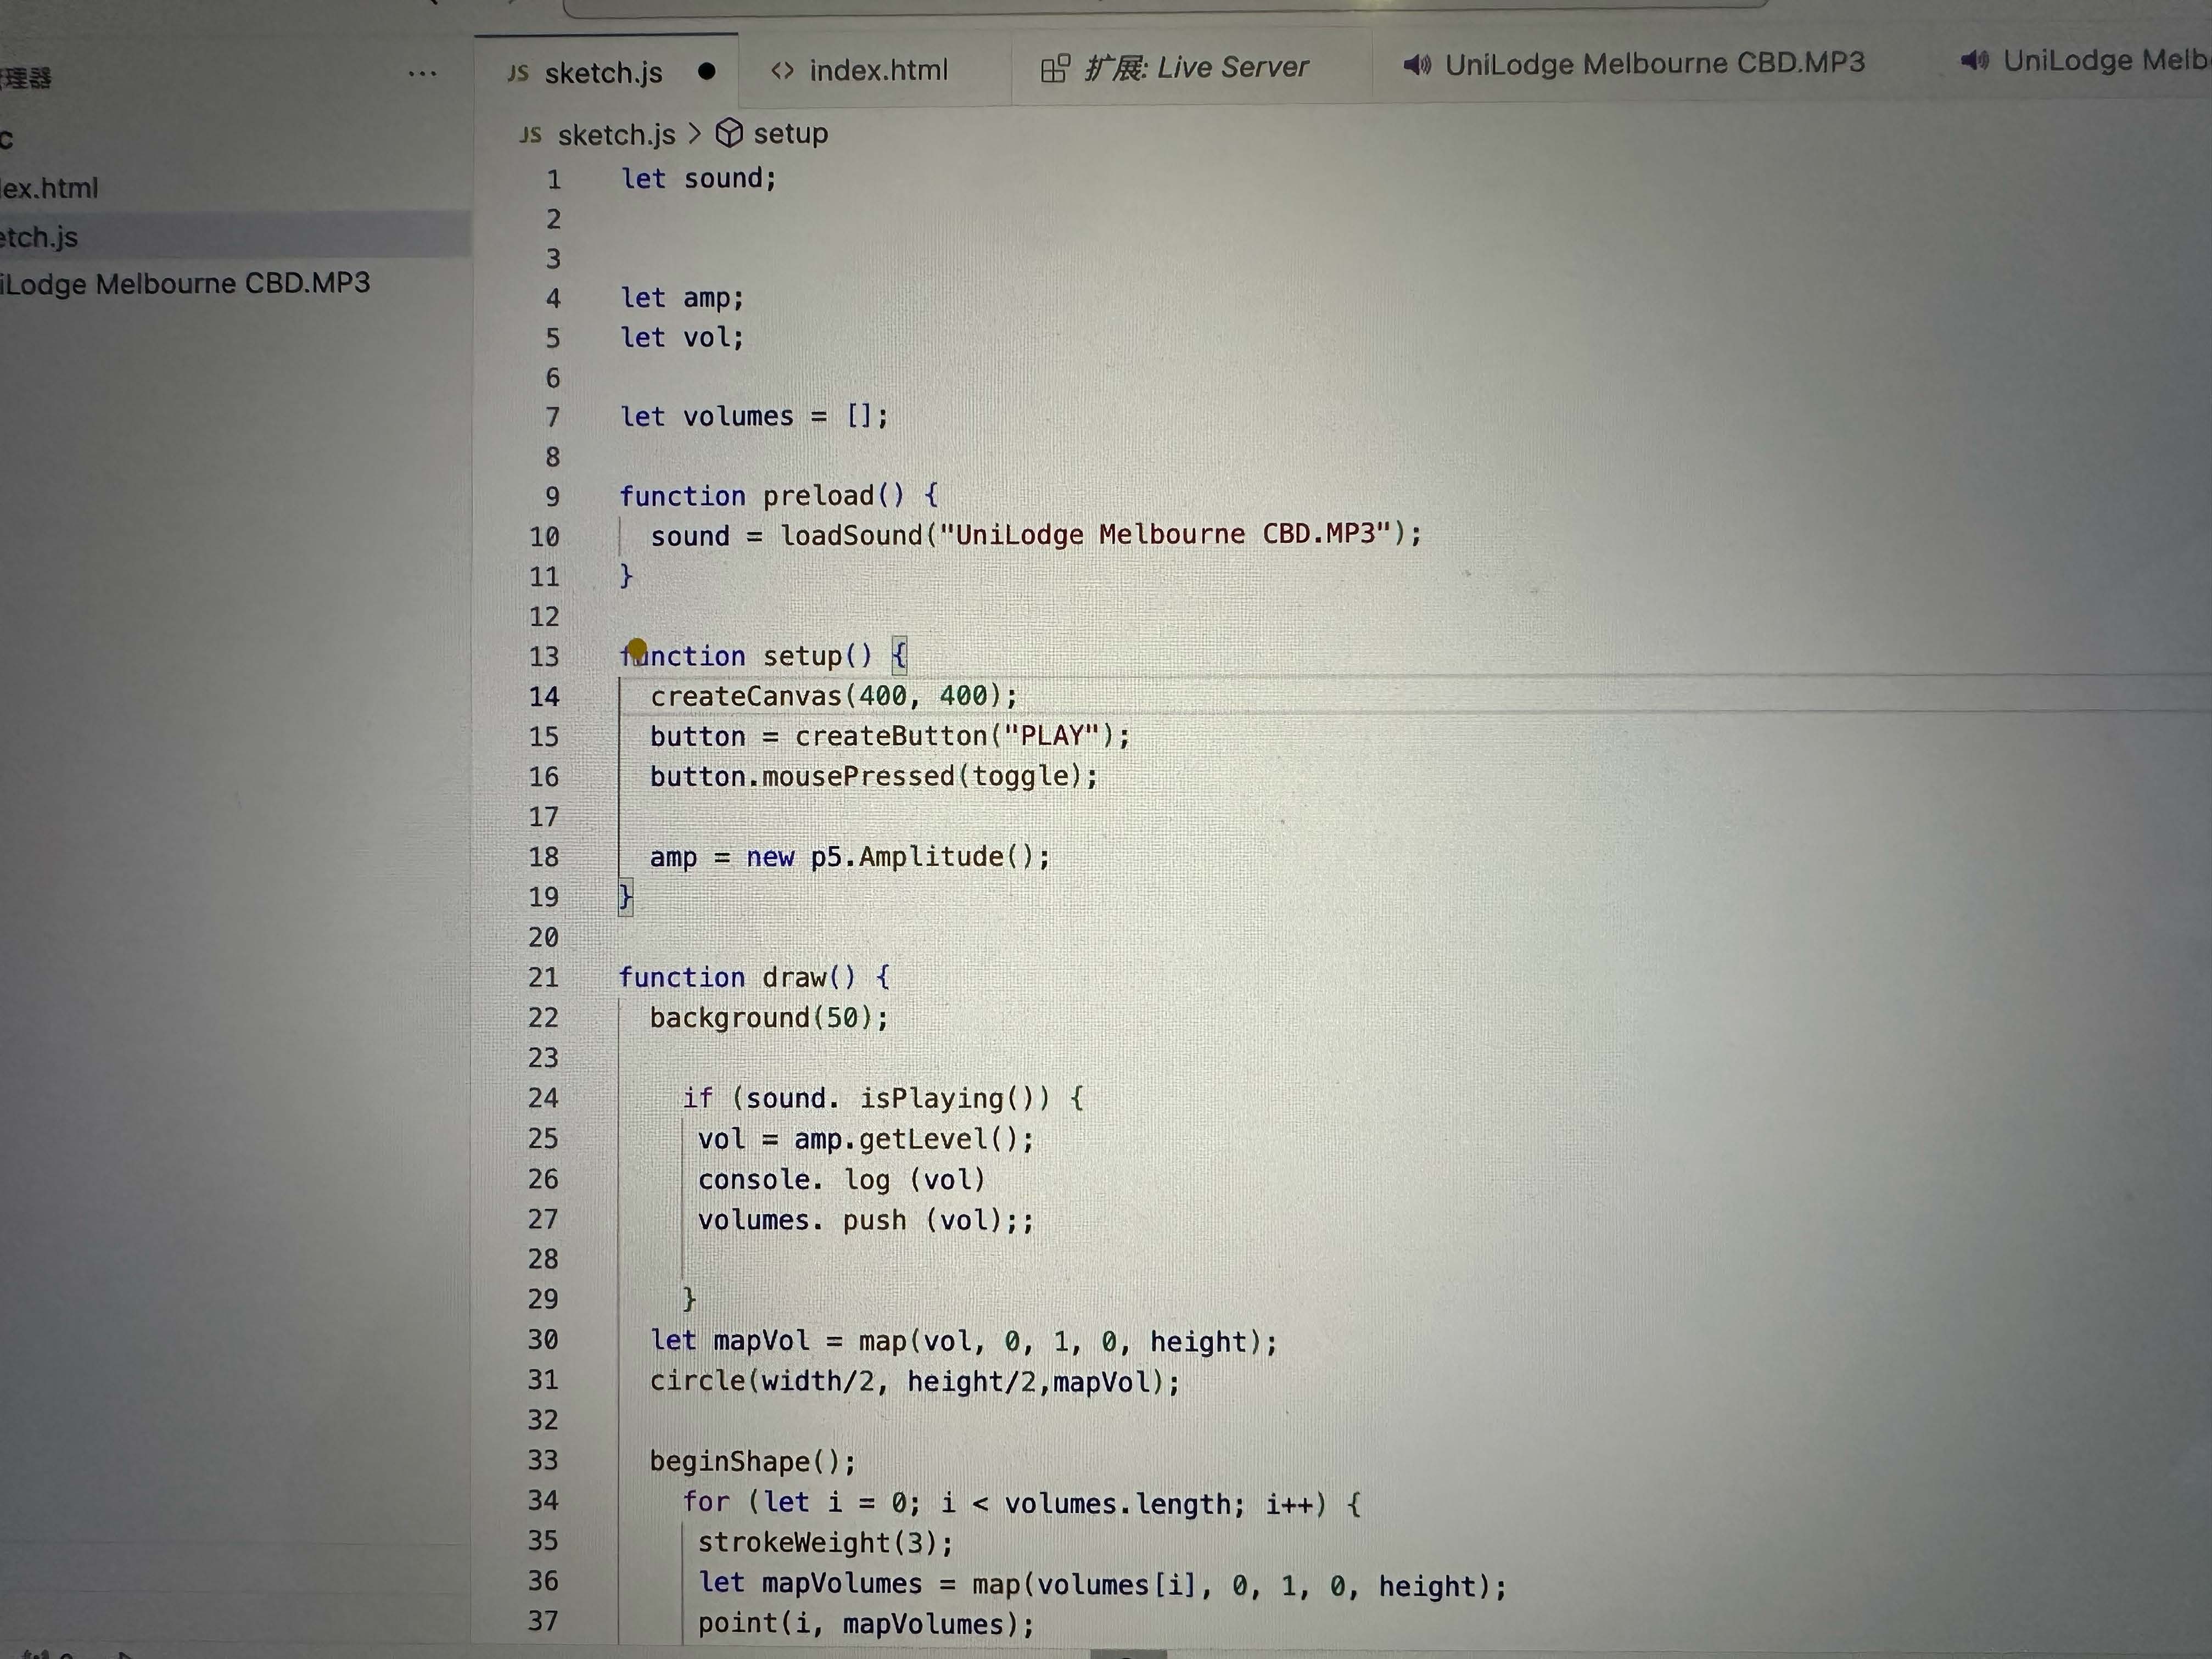 理器
...
JS sketch.js
<> index.html
扩展: Live Server
UniLodge Melbourne CBD.MP3
UniLodge Melb
c
JS sketch.js > setup
ex.html
etch.js
iLodge Melbourne CBD.MP3
1 let sound;
2
3
4 let amp;
5 let vol;
6
7 let volumes = [];
8
9 function preload() {
10 sound = loadSound("UniLodge Melbourne CBD.MP3");
11 }
12
13 function setup() {
14 createCanvas(400, 400);
15 button = createButton("PLAY");
16 button.mousePressed(toggle);
17
18 amp = new p5.Amplitude();
19 }
20
21 function draw() {
22 background(50);
23
24 if (sound. isPlaying()) {
25 vol = amp.getLevel();
26 console. log (vol)
27 volumes. push (vol);;
28
29 }
30 let mapVol = map(vol, 0, 1, 0, height);
31 circle(width/2, height/2,mapVol);
32
33 beginShape();
34 for (let i = 0; i < volumes.length; i++) {
35 strokeWeight(3);
36 let mapVolumes = map(volumes[i], 0, 1, 0, height);
37 point(i, mapVolumes);